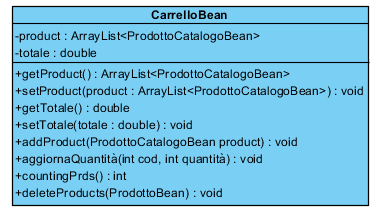 CarrelloBean
-product : ArrayList<ProdottoCatalogoBean>
-totale : double
+getProduct() : ArrayList<ProdottoCatalogoBean>
+setProduct(product : ArrayList<ProdottoCatalogoBean>) : void
+getTotale() : double
+setTotale(totale : double) : void
+addProduct(ProdottoCatalogoBean product) : void
+aggiornaQuantità(int cod, int quantità) : void
+countingPrds() : int
+deleteProducts(ProdottoBean) : void